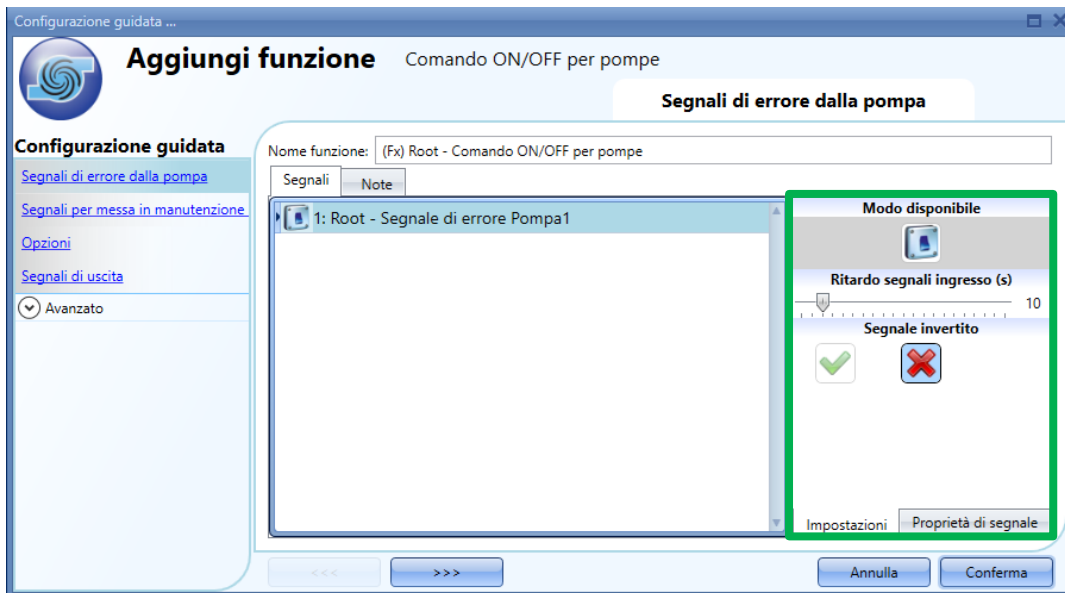 Configurazione guidata ...
Aggiungi funzione
Comando ON/OFF per pompe
Segnali di errore dalla pompa
Configurazione guidata
Segnali di errore dalla pompa
Segnali per messa in manutenzione
Opzioni
Segnali di uscita
Avanzato
Nome funzione:
(Fx) Root - Comando ON/OFF per pompe
Segnali
Note
1: Root - Segnale di errore Pompa1
Modo disponibile
Ritardo segnali ingresso (s)
10
Segnale invertito
Impostazioni
Proprietà di segnale
<<<
>>>
Annulla
Conferma